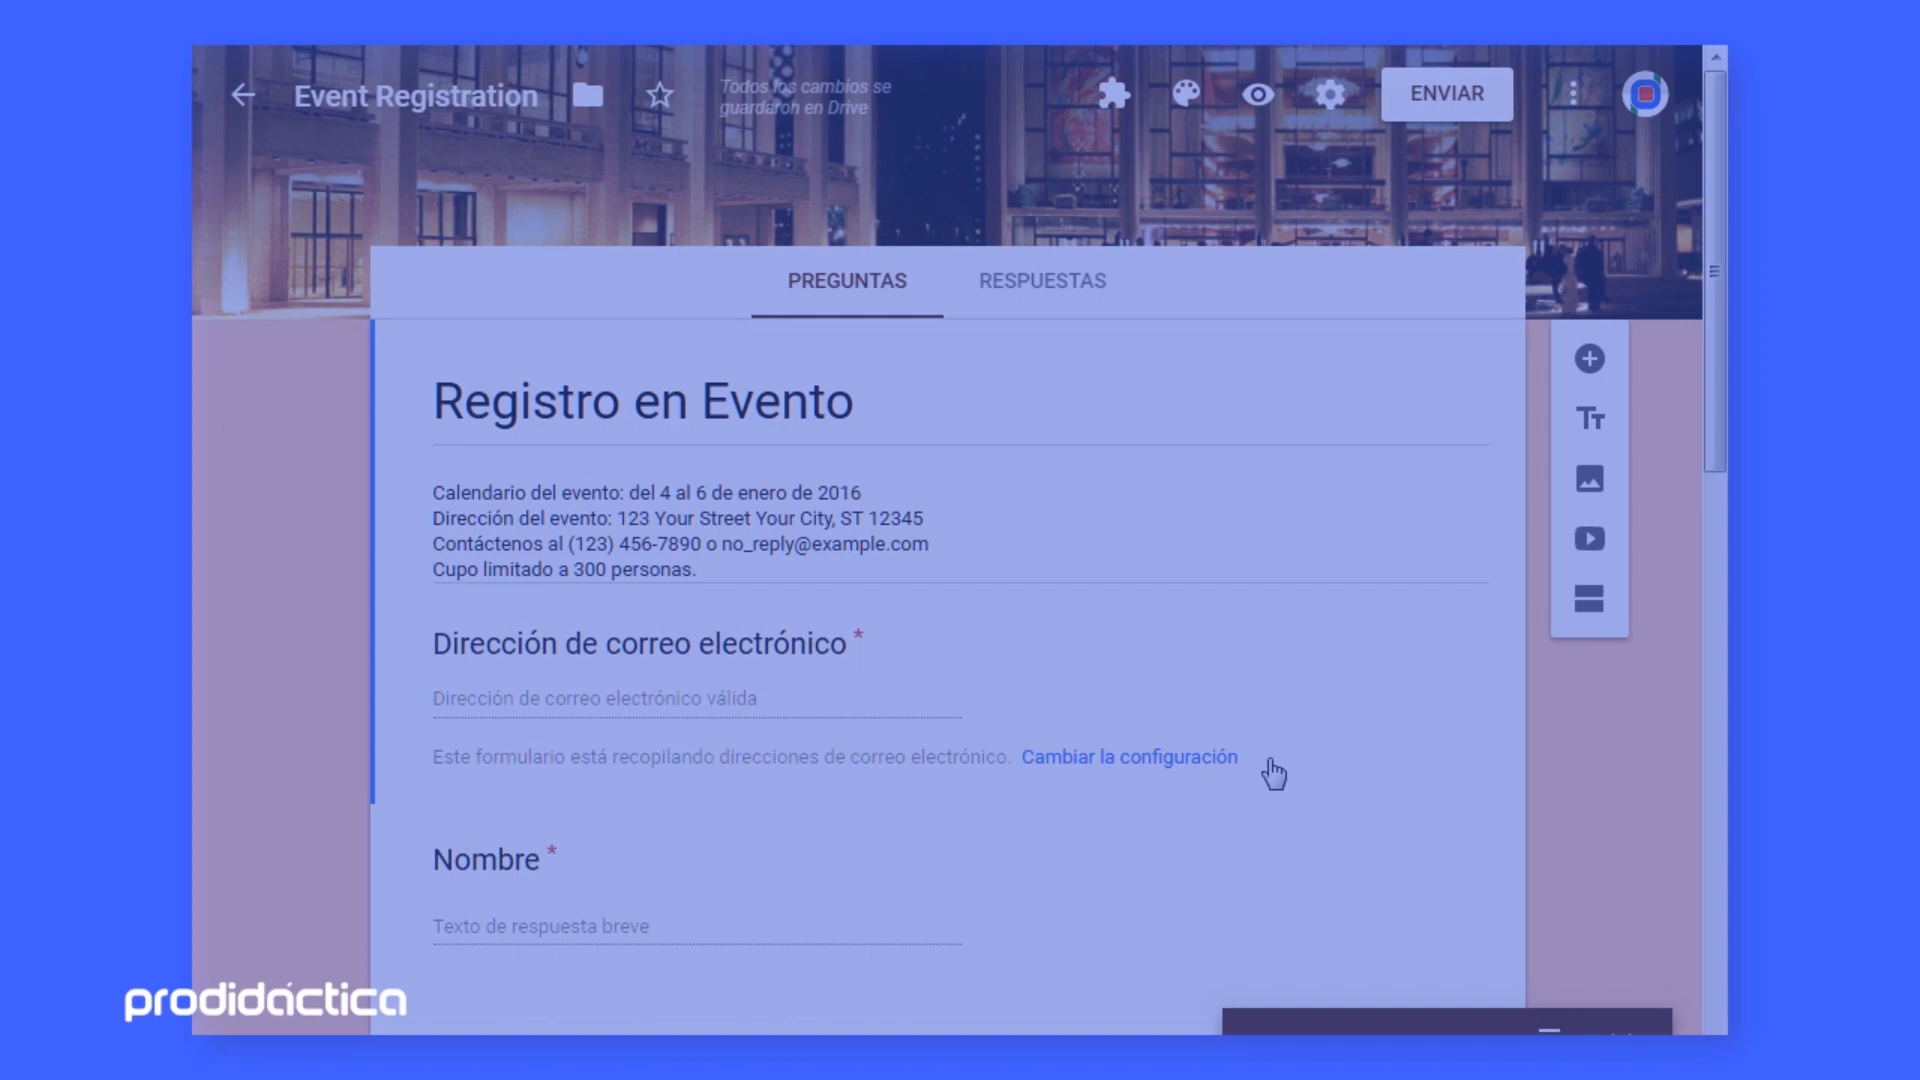 Event Registration
Todos los cambios se
guardaron en Drive
ENVIAR
PREGUNTAS
RESPUESTAS
Registro en Evento
Calendario del evento: del 4 al 6 de enero de 2016
Dirección del evento: 123 Your Street Your City, ST 12345
Contáctenos al (123) 456-7890 o no_reply@example.com
Cupo limitado a 300 personas.
Dirección de correo electrónico *
Dirección de correo electrónico válida
Este formulario está recopilando direcciones de correo electrónico. Cambiar la configuración
Nombre *
Texto de respuesta breve
prodidáctica